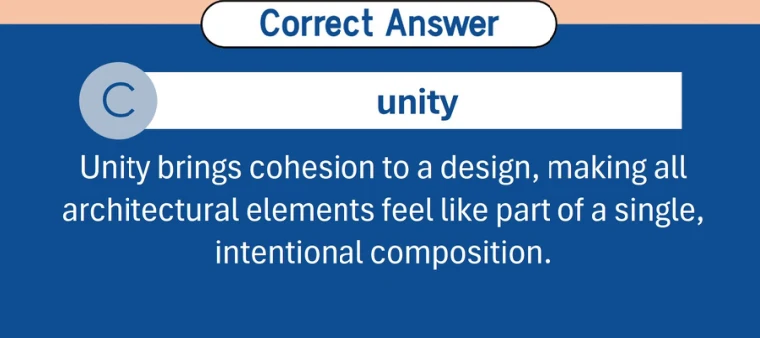 Correct Answer
C
unity
Unity brings cohesion to a design, making all
architectural elements feel like part of a single,
intentional composition.